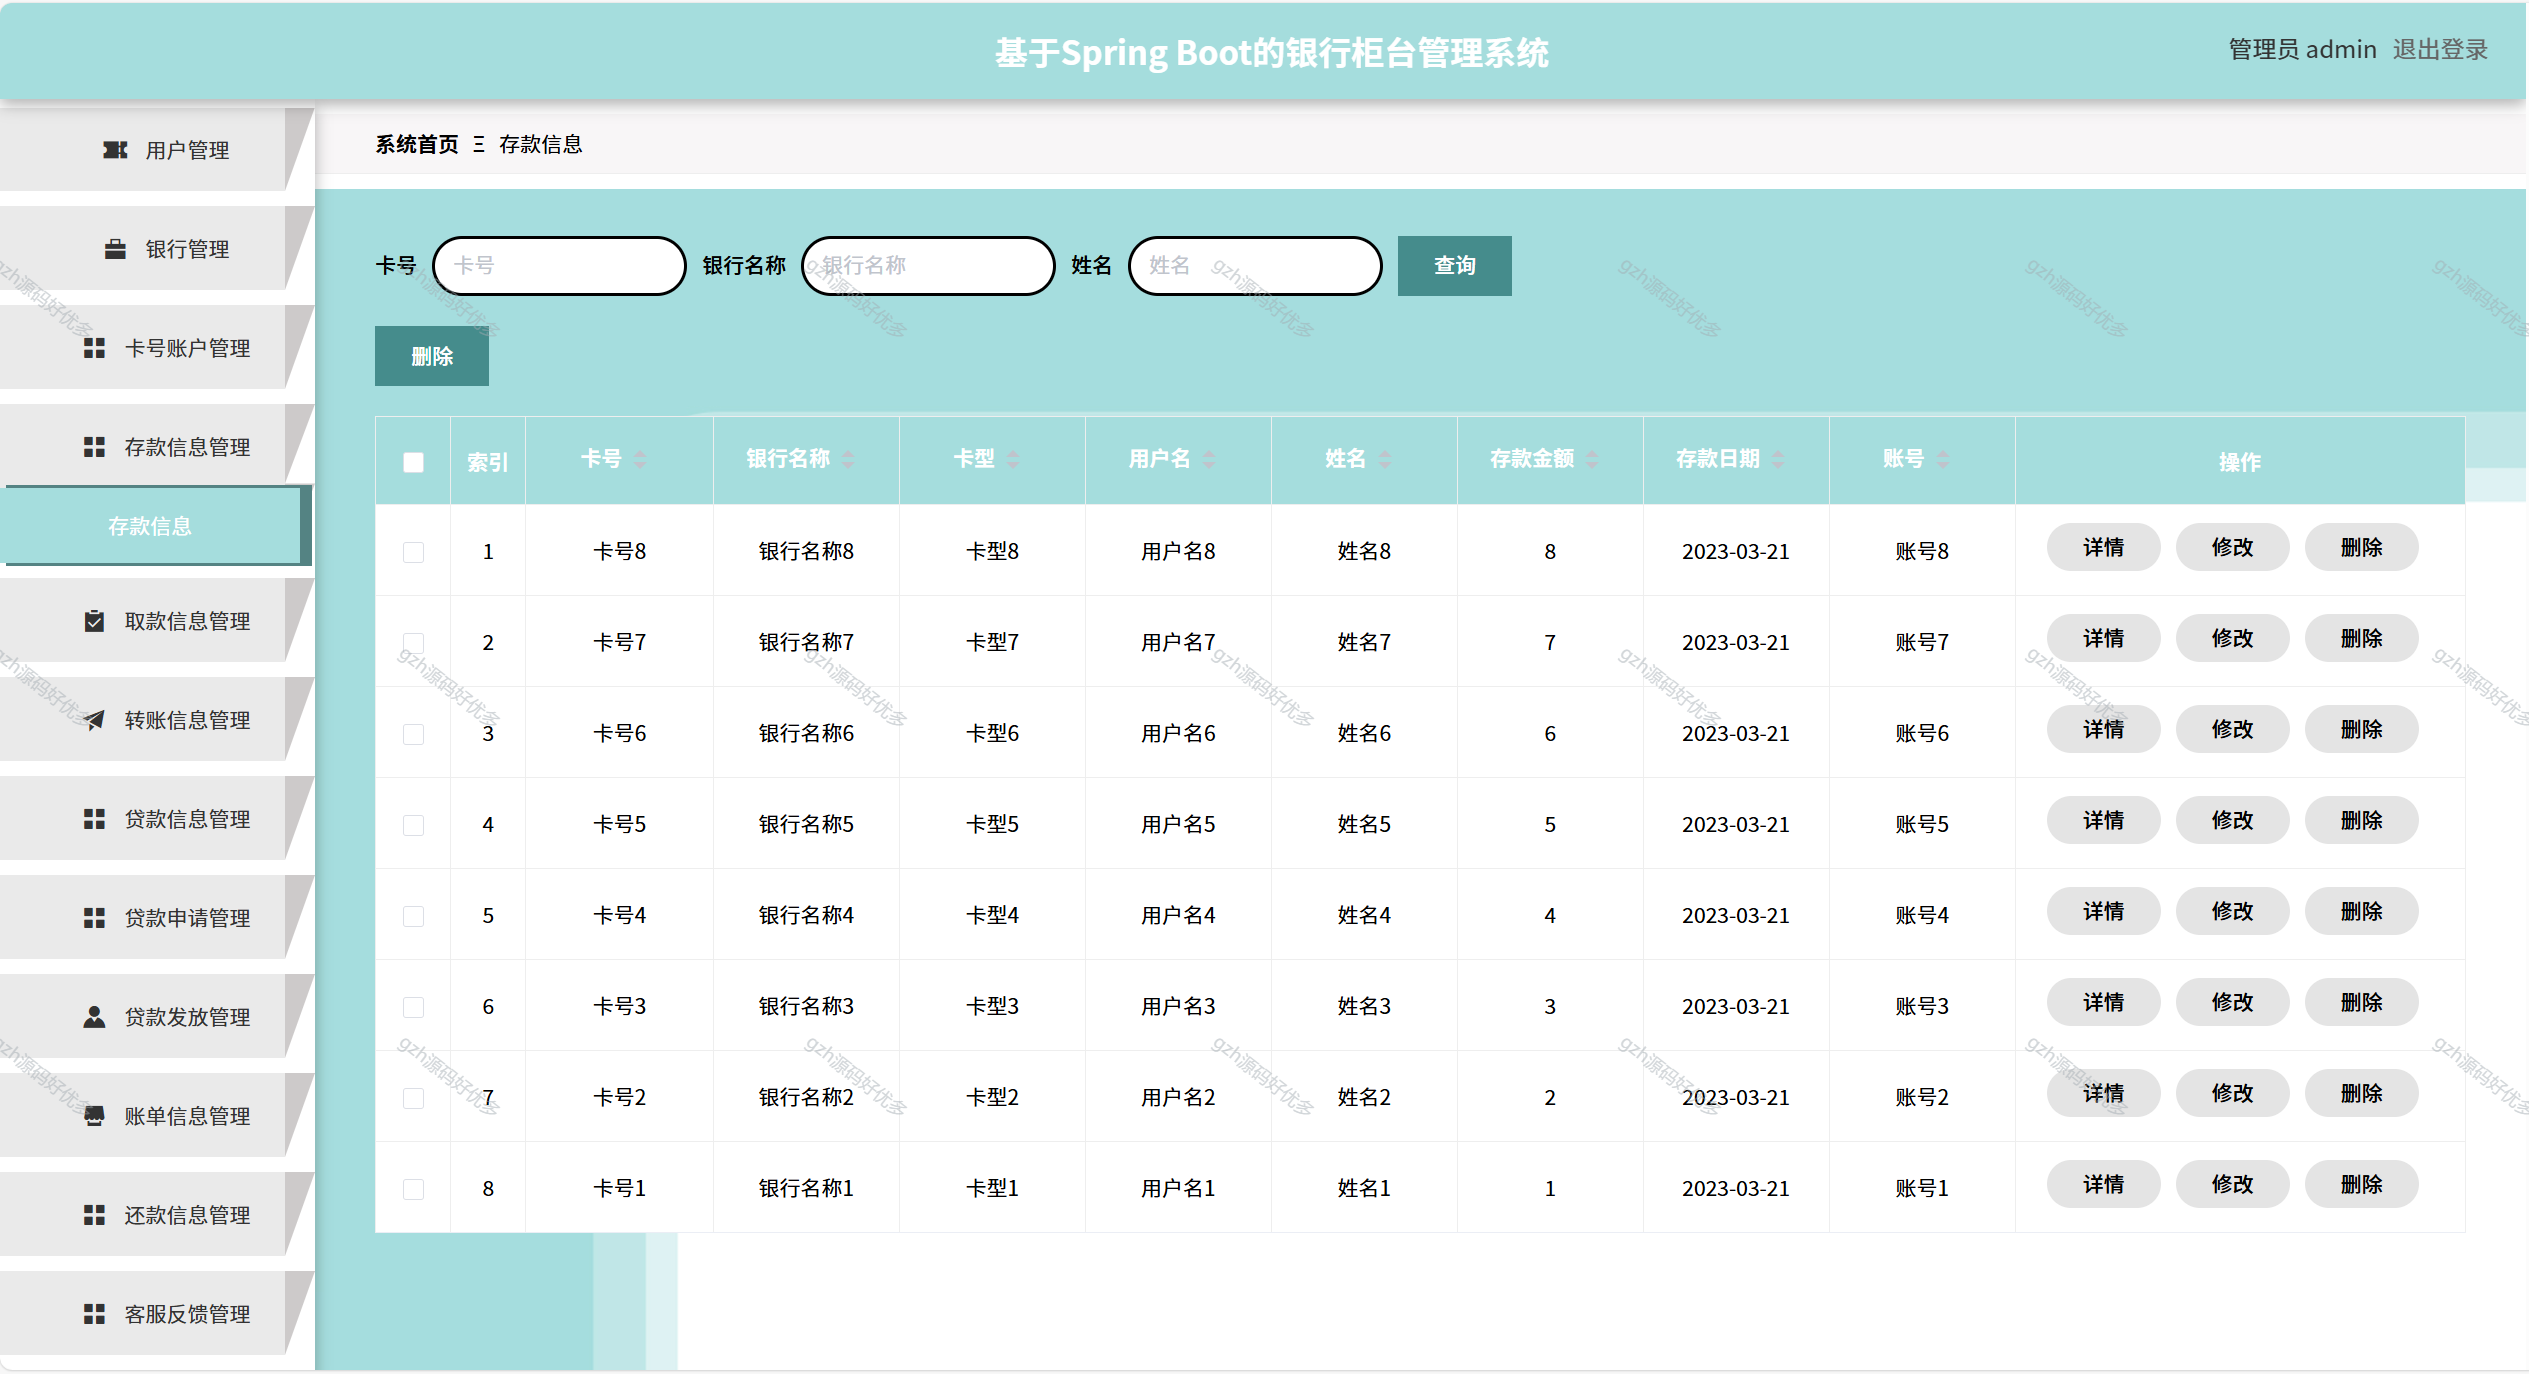 基于Spring Boot的银行柜台管理系统
管理员 admin 退出登录
用户管理
银行管理
卡号账户管理
存款信息管理
存款信息
取款信息管理
转账信息管理
贷款信息管理
贷款申请管理
贷款发放管理
账单信息管理
还款信息管理
客服反馈管理
系统首页 Ξ 存款信息
卡号 卡号 银行名称 银行名称 姓名 姓名 查询
删除
索引 卡号 银行名称 卡型 用户名 姓名 存款金额 存款日期 账号 操作
1 卡号8 银行名称8 卡型8 用户名8 姓名8 8 2023-03-21 账号8 详情 修改 删除
2 卡号7 银行名称7 卡型7 用户名7 姓名7 7 2023-03-21 账号7 详情 修改 删除
3 卡号6 银行名称6 卡型6 用户名6 姓名6 6 2023-03-21 账号6 详情 修改 删除
4 卡号5 银行名称5 卡型5 用户名5 姓名5 5 2023-03-21 账号5 详情 修改 删除
5 卡号4 银行名称4 卡型4 用户名4 姓名4 4 2023-03-21 账号4 详情 修改 删除
6 卡号3 银行名称3 卡型3 用户名3 姓名3 3 2023-03-21 账号3 详情 修改 删除
7 卡号2 银行名称2 卡型2 用户名2 姓名2 2 2023-03-21 账号2 详情 修改 删除
8 卡号1 银行名称1 卡型1 用户名1 姓名1 1 2023-03-21 账号1 详情 修改 删除
gzh源码好优多